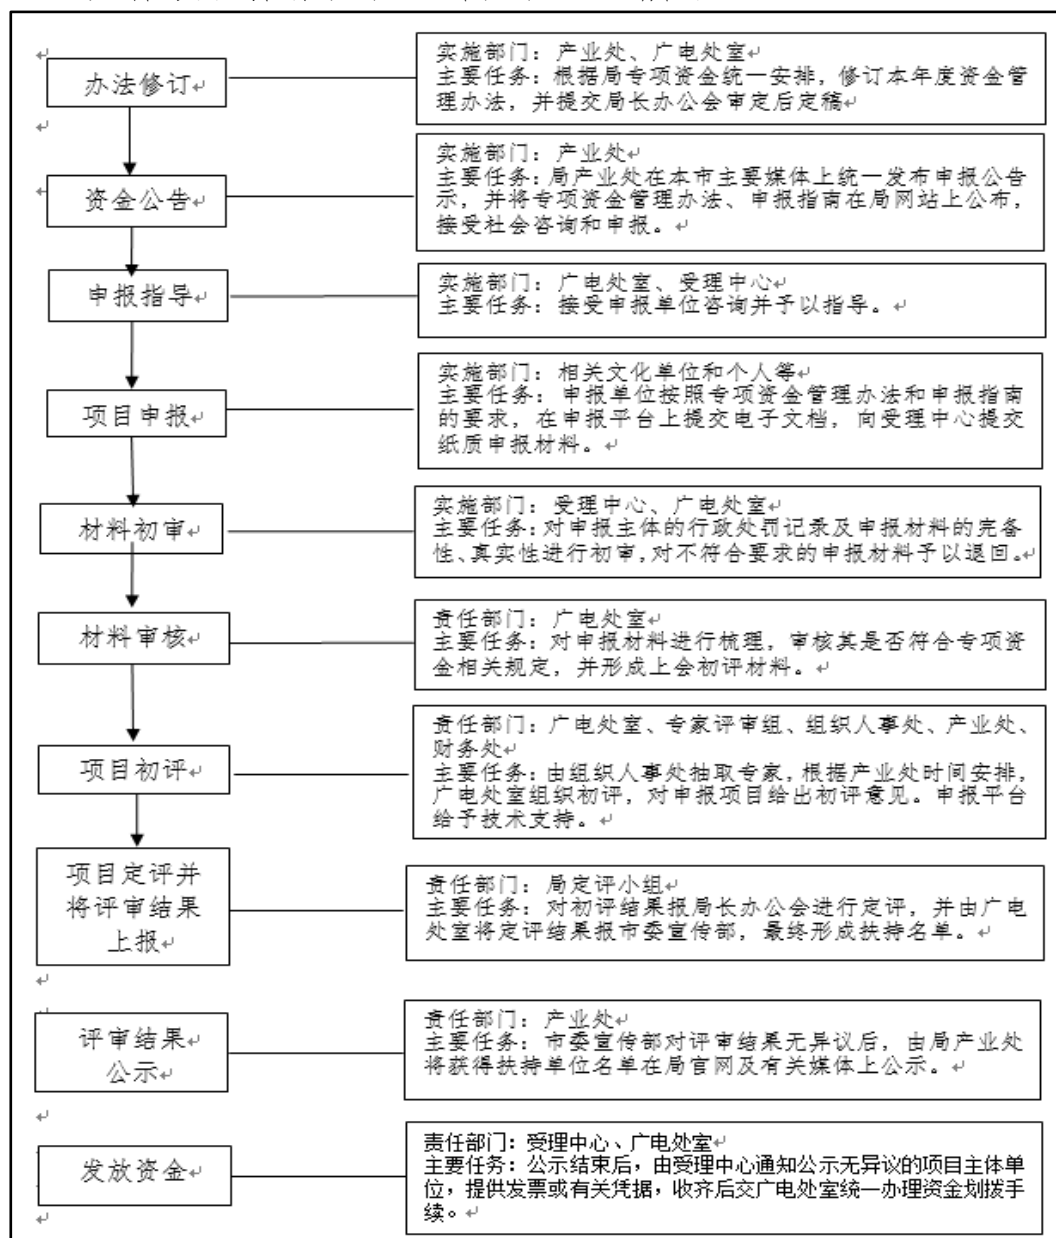 办法修订
实施部门：产业处、广电处室
主要任务：根据局专项资金统一安排，修订本年度资金管
理办法，并提交局长办公会审定后定稿
资金公告
实施部门：产业处
主要任务：局产业处在本市主要媒体上统一发布申报公告
示，并将专项资金管理办法、申报指南在局网站上公布，
接受社会咨询和申报。
申报指导
实施部门：广电处室、受理中心
主要任务：接受申报单位咨询并予以指导。
项目申报
实施部门：相关文化单位和个人等
主要任务：申报单位按照专项资金管理办法和申报指南
的要求，在申报平台上提交电子文档，向受理中心提交
纸质申报材料。
材料初审
实施部门：受理中心、广电处室
主要任务：对申报主体的行政处罚记录及申报材料的完备
性、真实性进行初审，对不符合要求的申报材料予以退回。
材料审核
责任部门：广电处室
主要任务：对申报材料进行梳理，审核其是否符合专项资
金相关规定，并形成上会初评材料。
项目初评
责任部门：广电处室、专家评审组、组织人事处、产业处、
财务处
主要任务：由组织人事处抽取专家，根据产业处时间安排，
广电处室组织初评，对申报项目给出初评意见。申报平台
给予技术支持。
项目定评并
将评审结果
上报
责任部门：局定评小组
主要任务：对初评结果报局长办公会进行定评，并由广电
处室将定评结果报市委宣传部，最终形成扶持名单。
评审结果
公示
责任部门：产业处
主要任务：市委宣传部对评审结果无异议后，由局产业处
将获得扶持单位名单在局官网及有关媒体上公示。
发放资金
责任部门：受理中心、广电处室
主要任务：公示结束后，由受理中心通知公示无异议的项目主体单
位，提供发票或有关凭据，收齐后交广电处室统一办理资金划拨手
续。